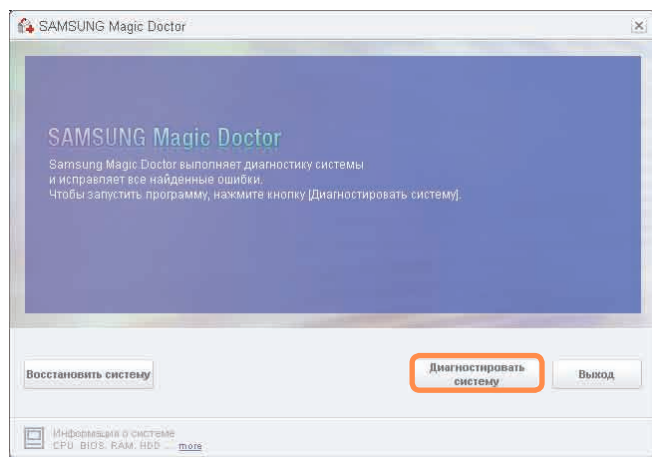 SAMSUNG Magic Doctor
SAMSUNG Magic Doctor
Samsung Magic Doctor выполняет диагностику системы
и исправляет все найденные ошибки.
Чтобы запустить программу, нажмите кнопку [Диагностировать систему].
Восстановить систему
Диагностировать
систему
Выход
Информация о системе
CPU, BIOS, RAM, HDD ... more